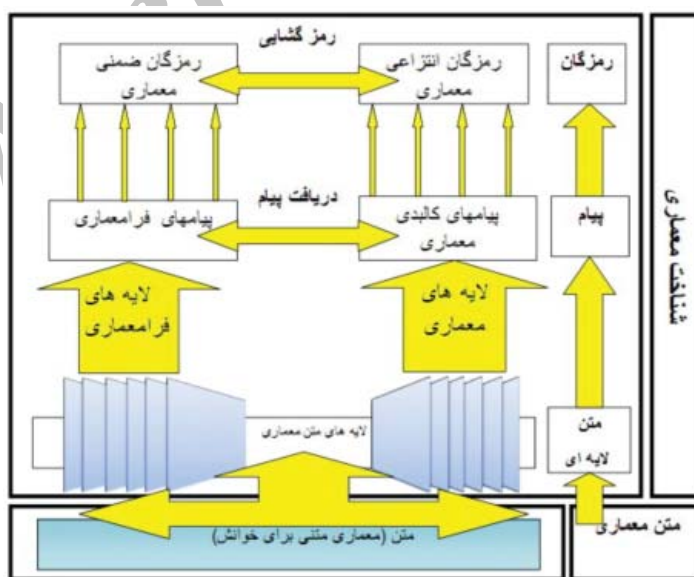 رمز گشایی
رمزگان
رمزگان انتزاعی
معماری
رمزگان ضمنی
معماری
دریافت پیام
پیام
پیامهای کالبدی
معماری
پیامهای فرامعماری
شناخت معماری
لایه های
معماری
لایه های
فرامعماری
متن
لایه ای
لایه های متن معماری
متن معماری
متن (معماری متنی برای خوانش)